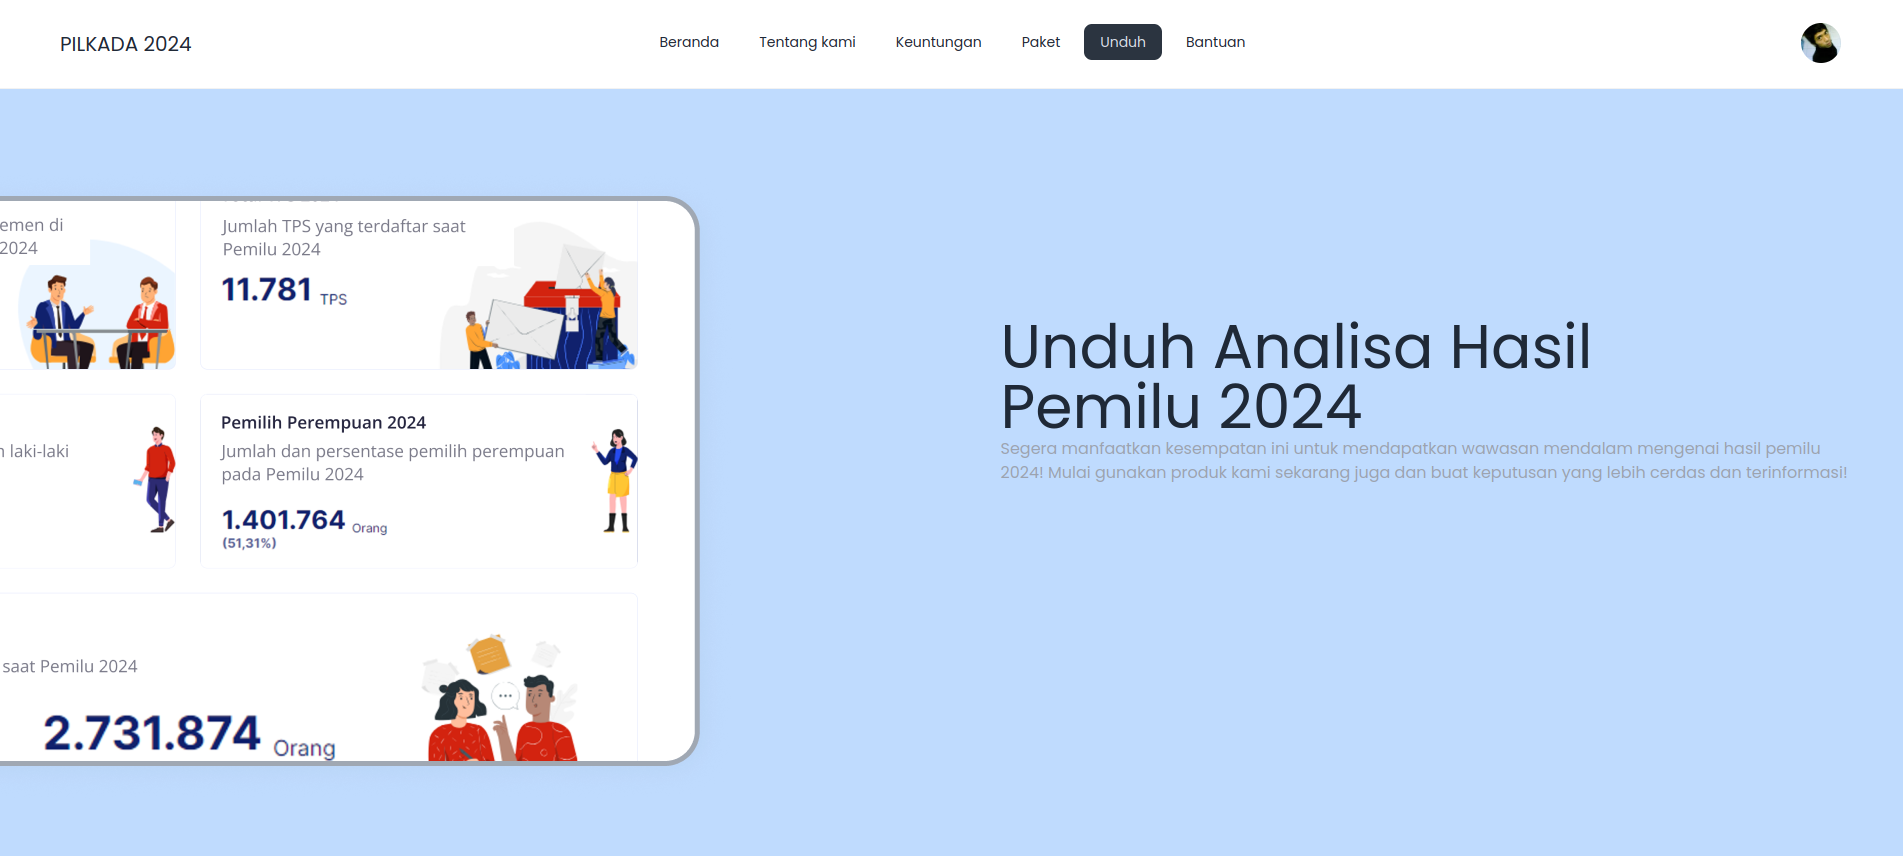 PILKADA 2024
Beranda Tentang kami Keuntungan Paket Unduh Bantuan
emen di
2024
Jumlah TPS yang terdaftar saat
Pemilu 2024
11.781 TPS
laki-laki
Pemilih Perempuan 2024
Jumlah dan persentase pemilih perempuan
pada Pemilu 2024
1.401.764 Orang
(51,31%)
saat Pemilu 2024
2.731.874 Orang
Unduh Analisa Hasil
Pemilu 2024
Segera manfaatkan kesempatan ini untuk mendapatkan wawasan mendalam mengenai hasil pemilu
2024! Mulai gunakan produk kami sekarang juga dan buat keputusan yang lebih cerdas dan terinformasi!